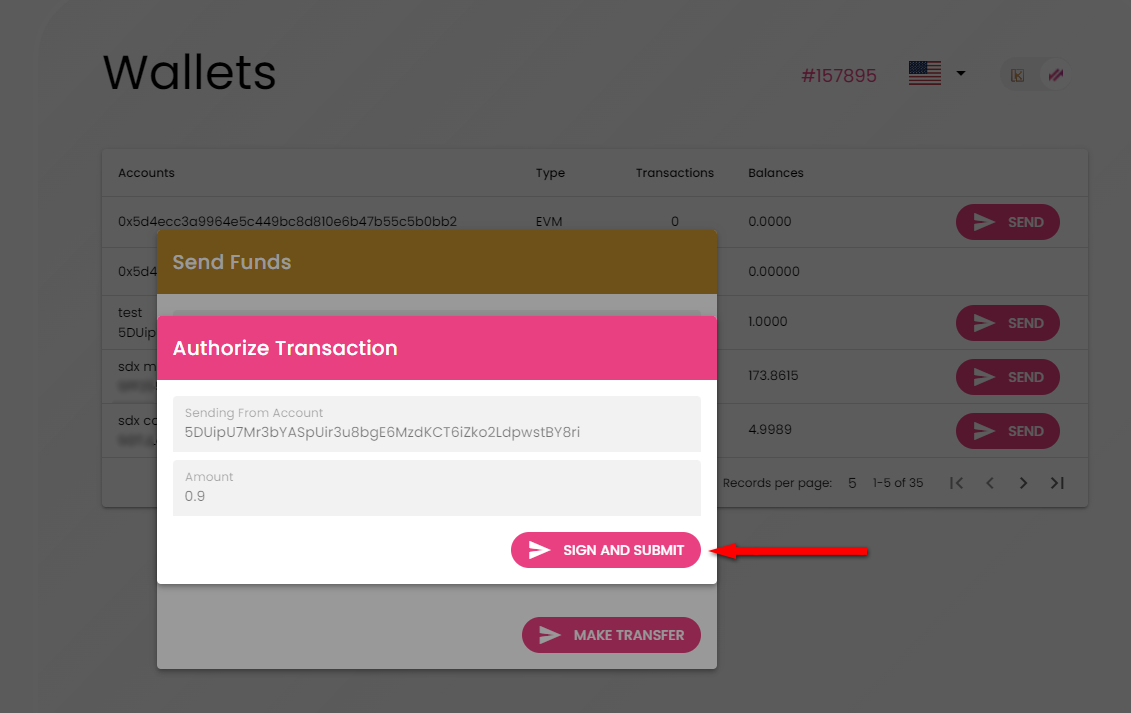 Wallets
#157895
Accounts Type Transactions Balances
0x5d4ecc3a9964e5c449bc8d810e6b47b55c5b0bb2 EVM 0 0.0000 SEND
Send Funds
0x5d4 0.00000
test
5DUip 1.0000 SEND
Authorize Transaction
sdx m 173.8615 SEND
Sending From Account
5DUipU7Mr3bYASpUir3u8bgE6MzdKCT6iZko2LdpwstBY8ri
sdx co 4.9989 SEND
Amount
0.9
Records per page: 5 1-5 of 35
SIGN AND SUBMIT
MAKE TRANSFER